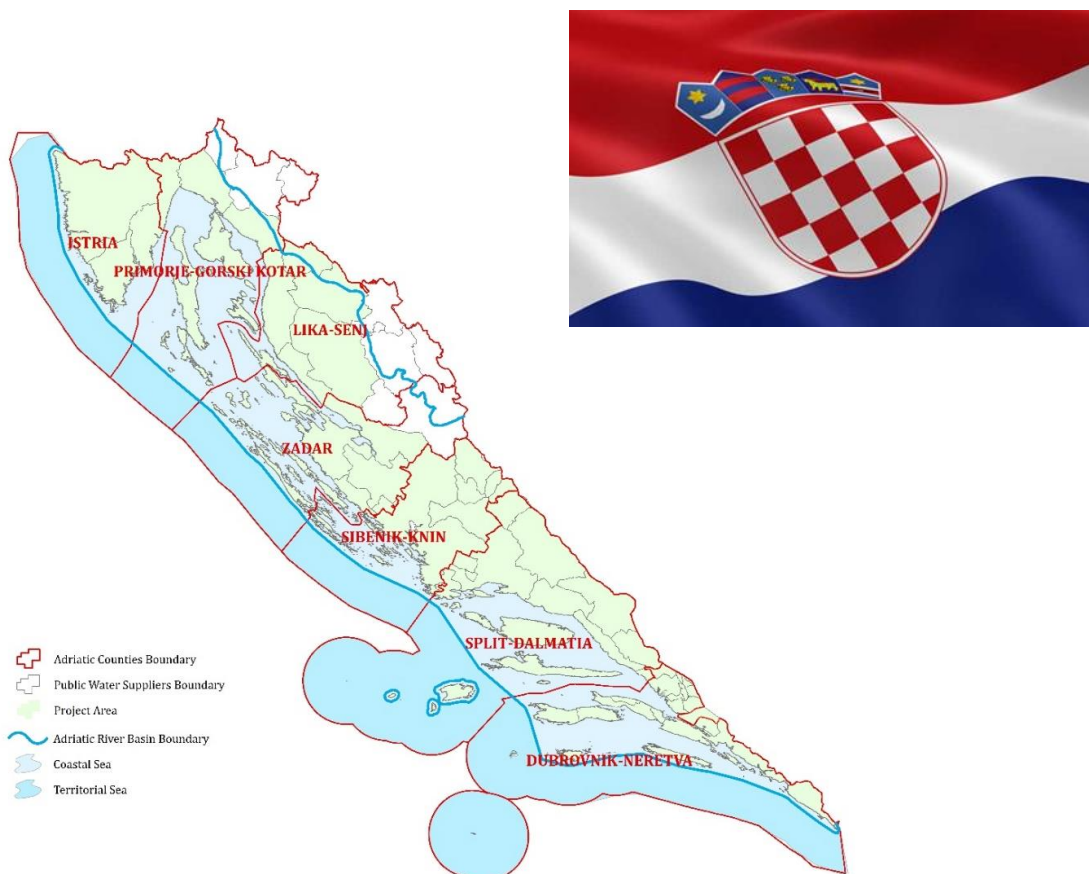 ISTRIA
PRIMORJE-GORSKI KOTAR
LIKA-SENJ
ZADAR
SIBENIK-KNIN
SPLIT-DALMATIA
DUBROVNIK-NERETVA
Adriatic Counties Boundary
Public Water Suppliers Boundary
Project Area
Adriatic River Basin Boundary
Coastal Sea
Territorial Sea